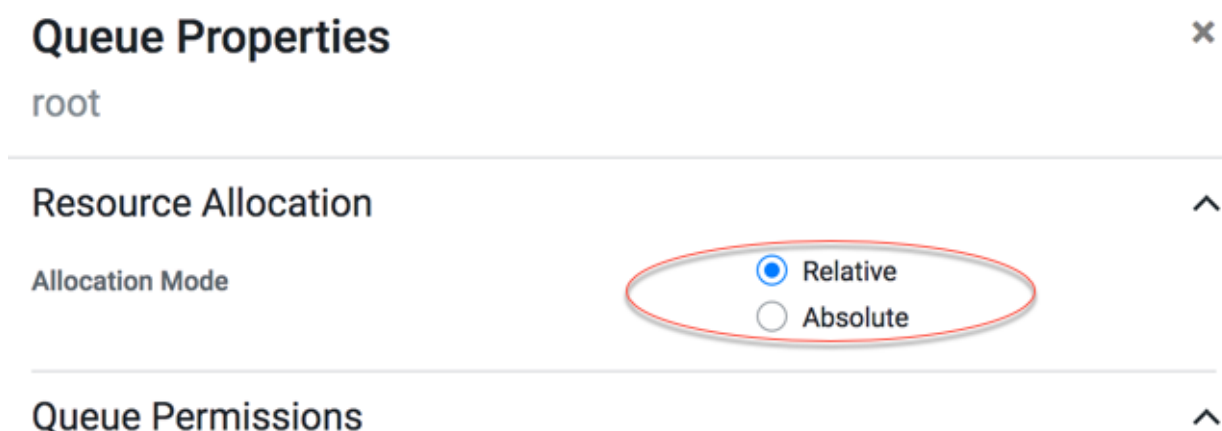 Queue Properties
root
Resource Allocation
Allocation Mode
Relative
Absolute
Queue Permissions